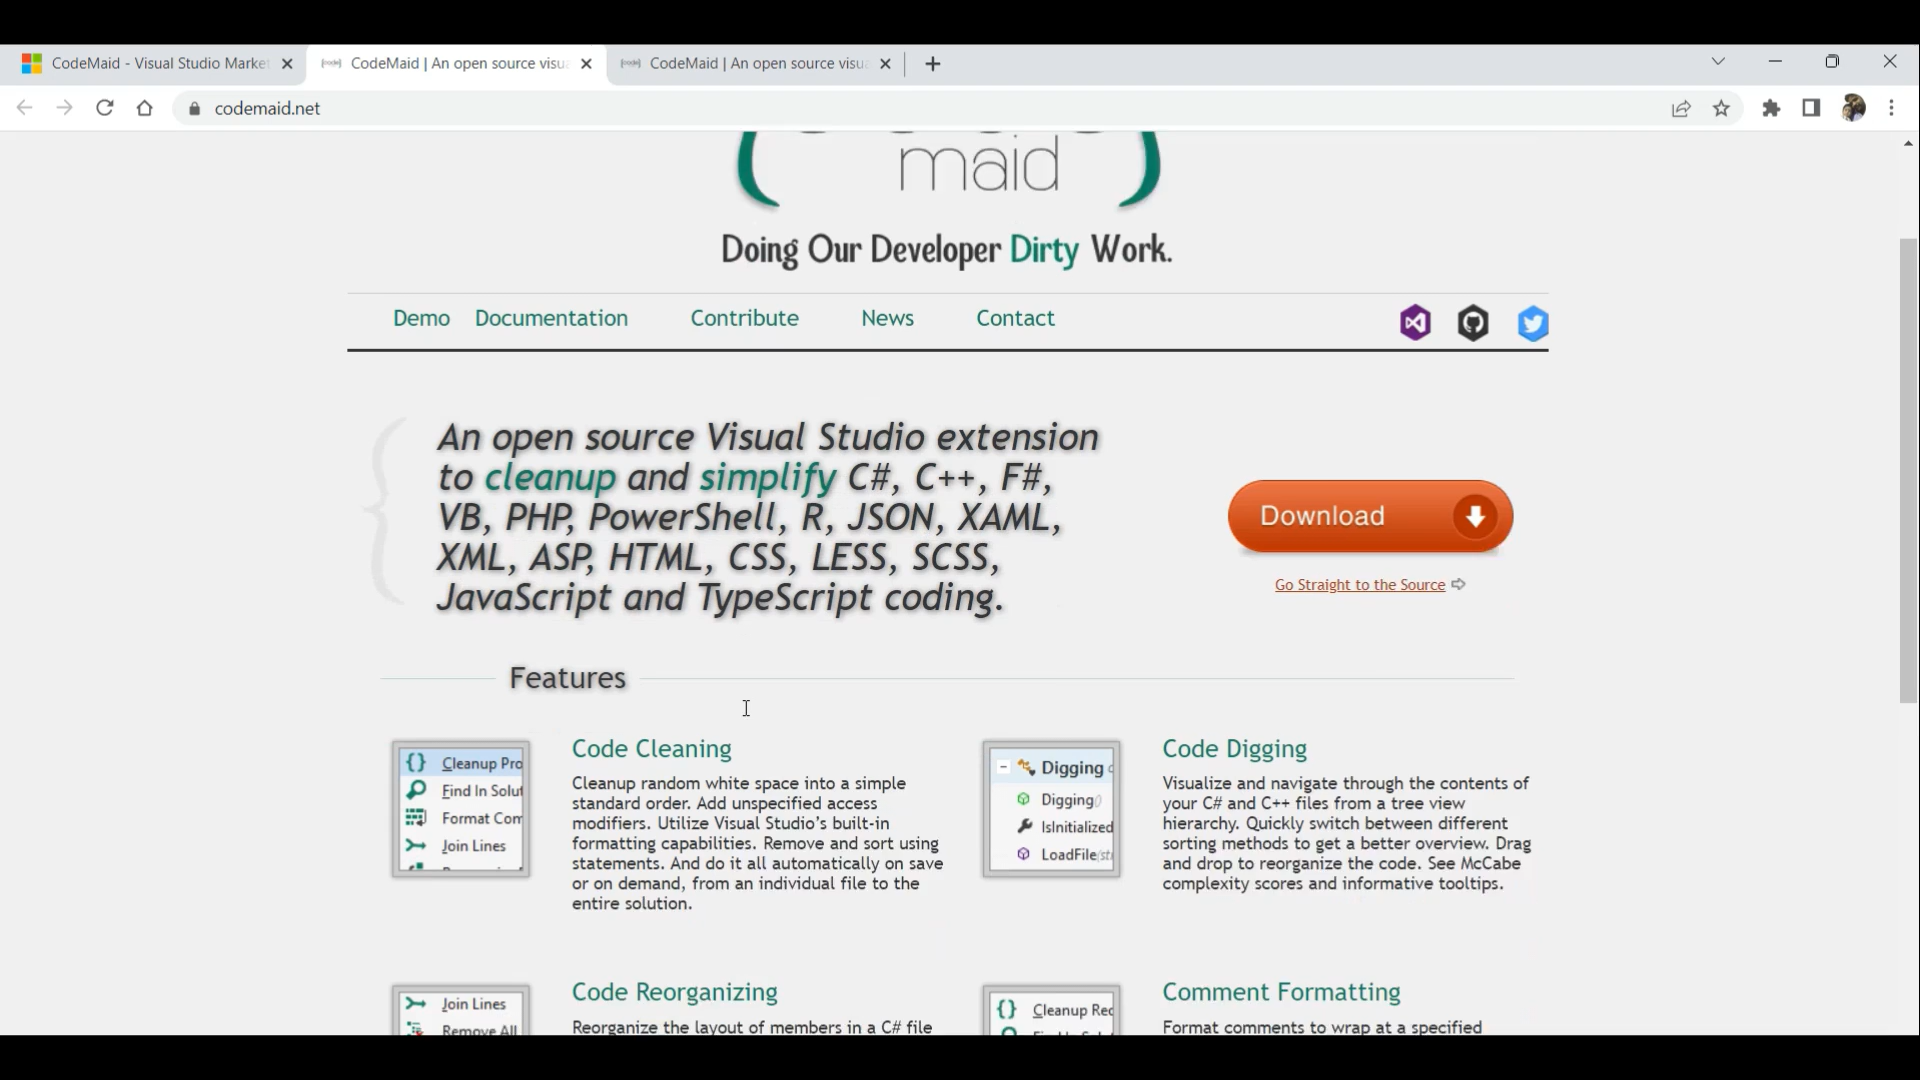 CodeMaid - Visual Studio Market
CodeMaid | An open source visua
CodeMaid | An open source visua
codemaid.net
maid
Doing Our Developer Dirty Work.
Demo Documentation Contribute News Contact
An open source Visual Studio extension
to cleanup and simplify C#, C++, F#,
VB, PHP, PowerShell, R, JSON, XAML,
XML, ASP, HTML, CSS, LESS, SCSS,
JavaScript and TypeScript coding.
Download
Go Straight to the Source
Features
Cleanup Pro
Find In Solut
Format Com
Join Lines
Code Cleaning
Cleanup random white space into a simple
standard order. Add unspecified access
modifiers. Utilize Visual Studio's built-in
formatting capabilities. Remove and sort using
statements. And do it all automatically on save
or on demand, from an individual file to the
entire solution.
Digging
Digging()
IsInitialized
LoadFile(str
Code Digging
Visualize and navigate through the contents of
your C# and C++ files from a tree view
hierarchy. Quickly switch between different
sorting methods to get a better overview. Drag
and drop to reorganize the code. See McCabe
complexity scores and informative tooltips.
Join Lines
Remove All
Code Reorganizing
Reorganize the layout of members in a C# file
Cleanup Rec
Comment Formatting
Format comments to wrap at a specified